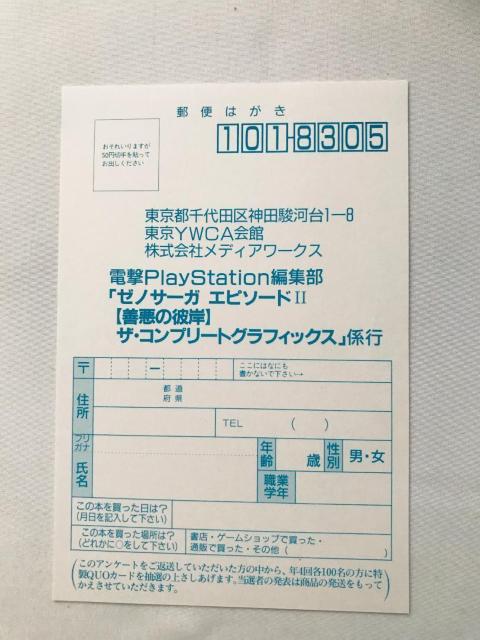 郵便はがき
おそれいりますが
50円切手を貼って
お出しください
101-8305
東京都千代田区神田駿河台1-8
東京YWCA会館
株式会社メディアワークス
電撃PlayStation編集部
「ゼノサーガ エピソードII
【善悪の彼岸】
ザ・コンプリートグラフィックス」係行
〒 -
ここにはなにも
書かないで下さい→
住所
都 道
府 県
TEL ( )
フリガナ
氏名
年齢 歳 性別 男・女
職業
学年
この本を買った日は?
(月日を記入して下さい)
この本を買った場所は?
(どれかに○をして下さい)
書店・ゲームショップで買った・
通販で買った・その他( )
このアンケートをご返送していただいた方の中から、年4回各100名の方に特
製QUOカードを抽選の上さしあげます。当選者の発表は商品の発送をもって
かえさせていただきます。